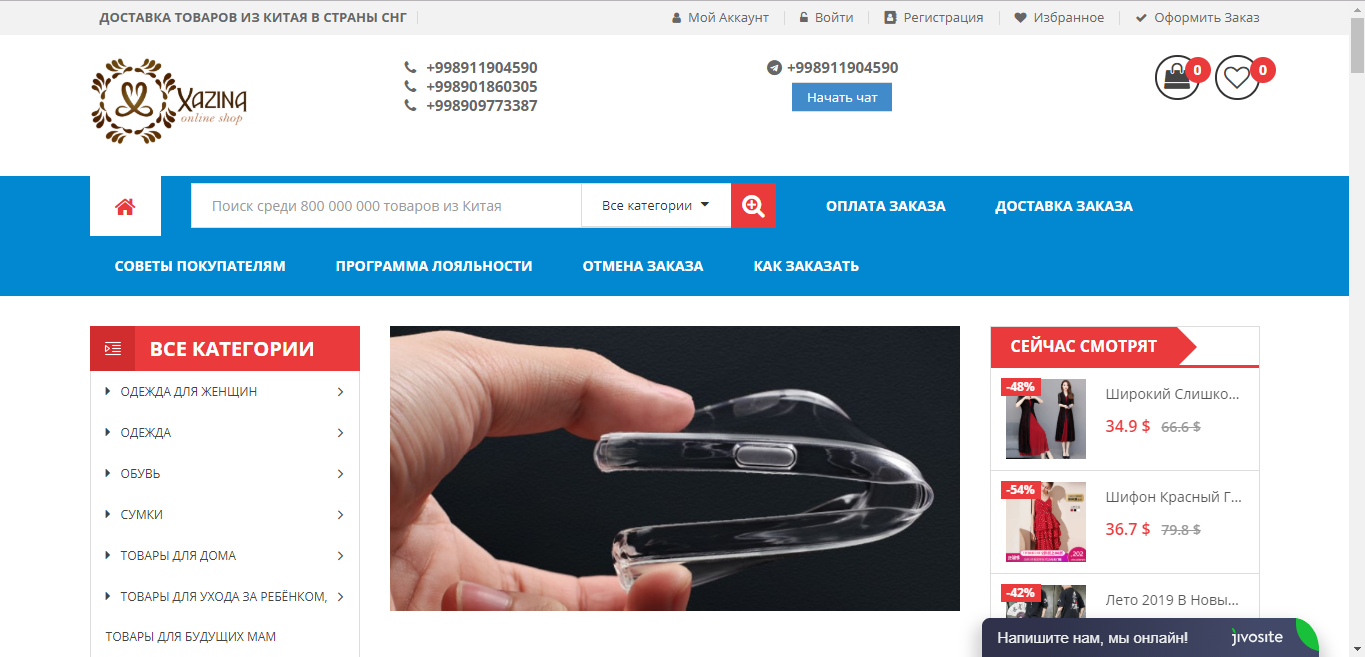 ДОСТАВКА ТОВАРОВ ИЗ КИТАЯ В СТРАНЫ СНГ
Мой Аккаунт
Войти
Регистрация
Избранное
Оформить Заказ
XAZINA
online shop
+998911904590
+998901860305
+998909773387
+998911904590
Начать чат
0
0
Поиск среди 800 000 000 товаров из Китая
Все категории
ОПЛАТА ЗАКАЗА
ДОСТАВКА ЗАКАЗА
СОВЕТЫ ПОКУПАТЕЛЯМ
ПРОГРАММА ЛОЯЛЬНОСТИ
ОТМЕНА ЗАКАЗА
КАК ЗАКАЗАТЬ
ВСЕ КАТЕГОРИИ
ОДЕЖДА ДЛЯ ЖЕНЩИН
ОДЕЖДА
ОБУВЬ
СУМКИ
ТОВАРЫ ДЛЯ ДОМА
ТОВАРЫ ДЛЯ УХОДА ЗА РЕБЁНКОМ,
ТОВАРЫ ДЛЯ БУДУЩИХ МАМ
СЕЙЧАС СМОТРЯТ
-48%
Широкий Слишко...
34.9 $ 66.6 $
-54%
Шифон Красный Г...
36.7 $ 79.8 $
202
-42%
Лето 2019 В Новы...
Напишите нам, мы онлайн!
jivosite